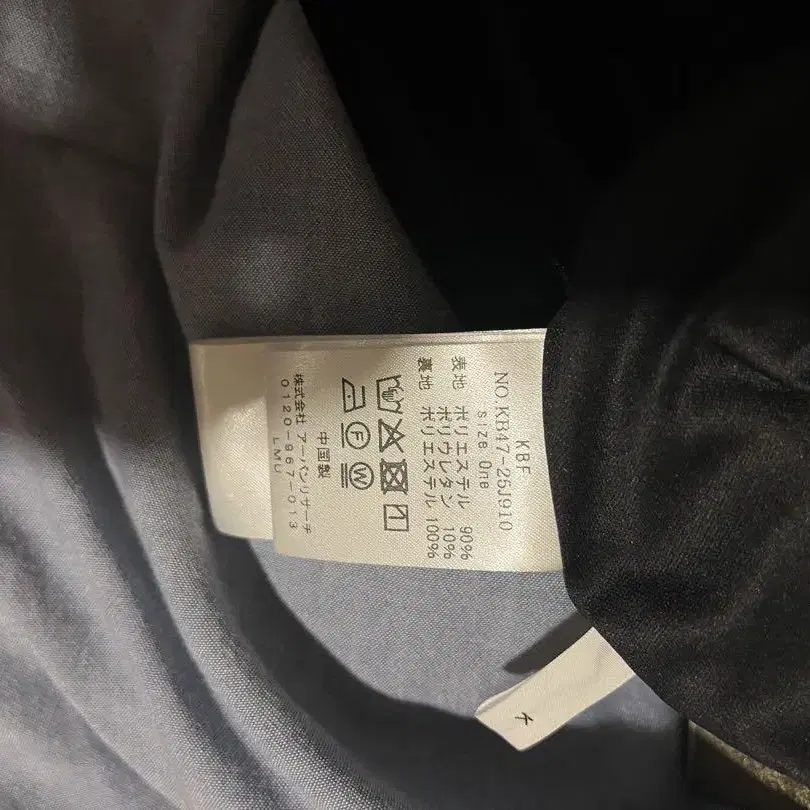 KBF
NO.KB47-25J910
SIZE One
表地 ポリエステル 90%
ポリウレタン 10%
裏地 ポリエステル 100%
F W
中国製
株式会社 アーバンリサーチ
0120-967-013
LMU